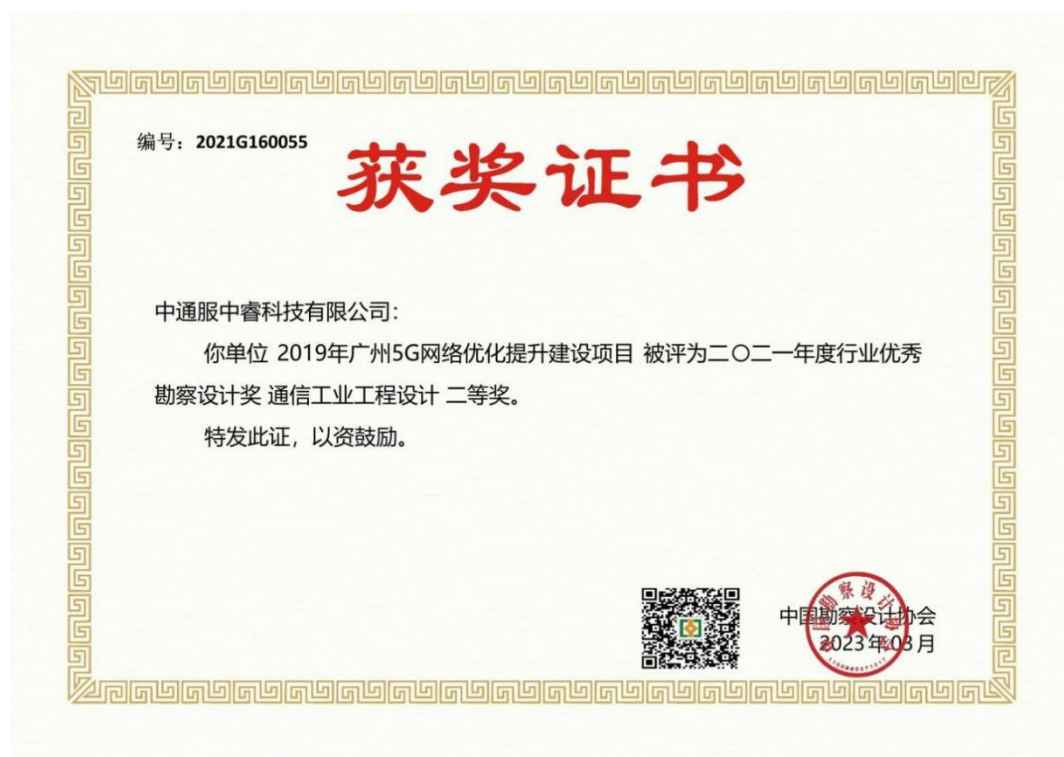 编号：2021G160055
获奖证书
中通服中睿科技有限公司：
你单位 2019年广州5G网络优化提升建设项目 被评为二〇二一年度行业优秀
勘察设计奖 通信工业工程设计 二等奖。
特发此证，以资鼓励。
中国勘察设计协会
2023年03月